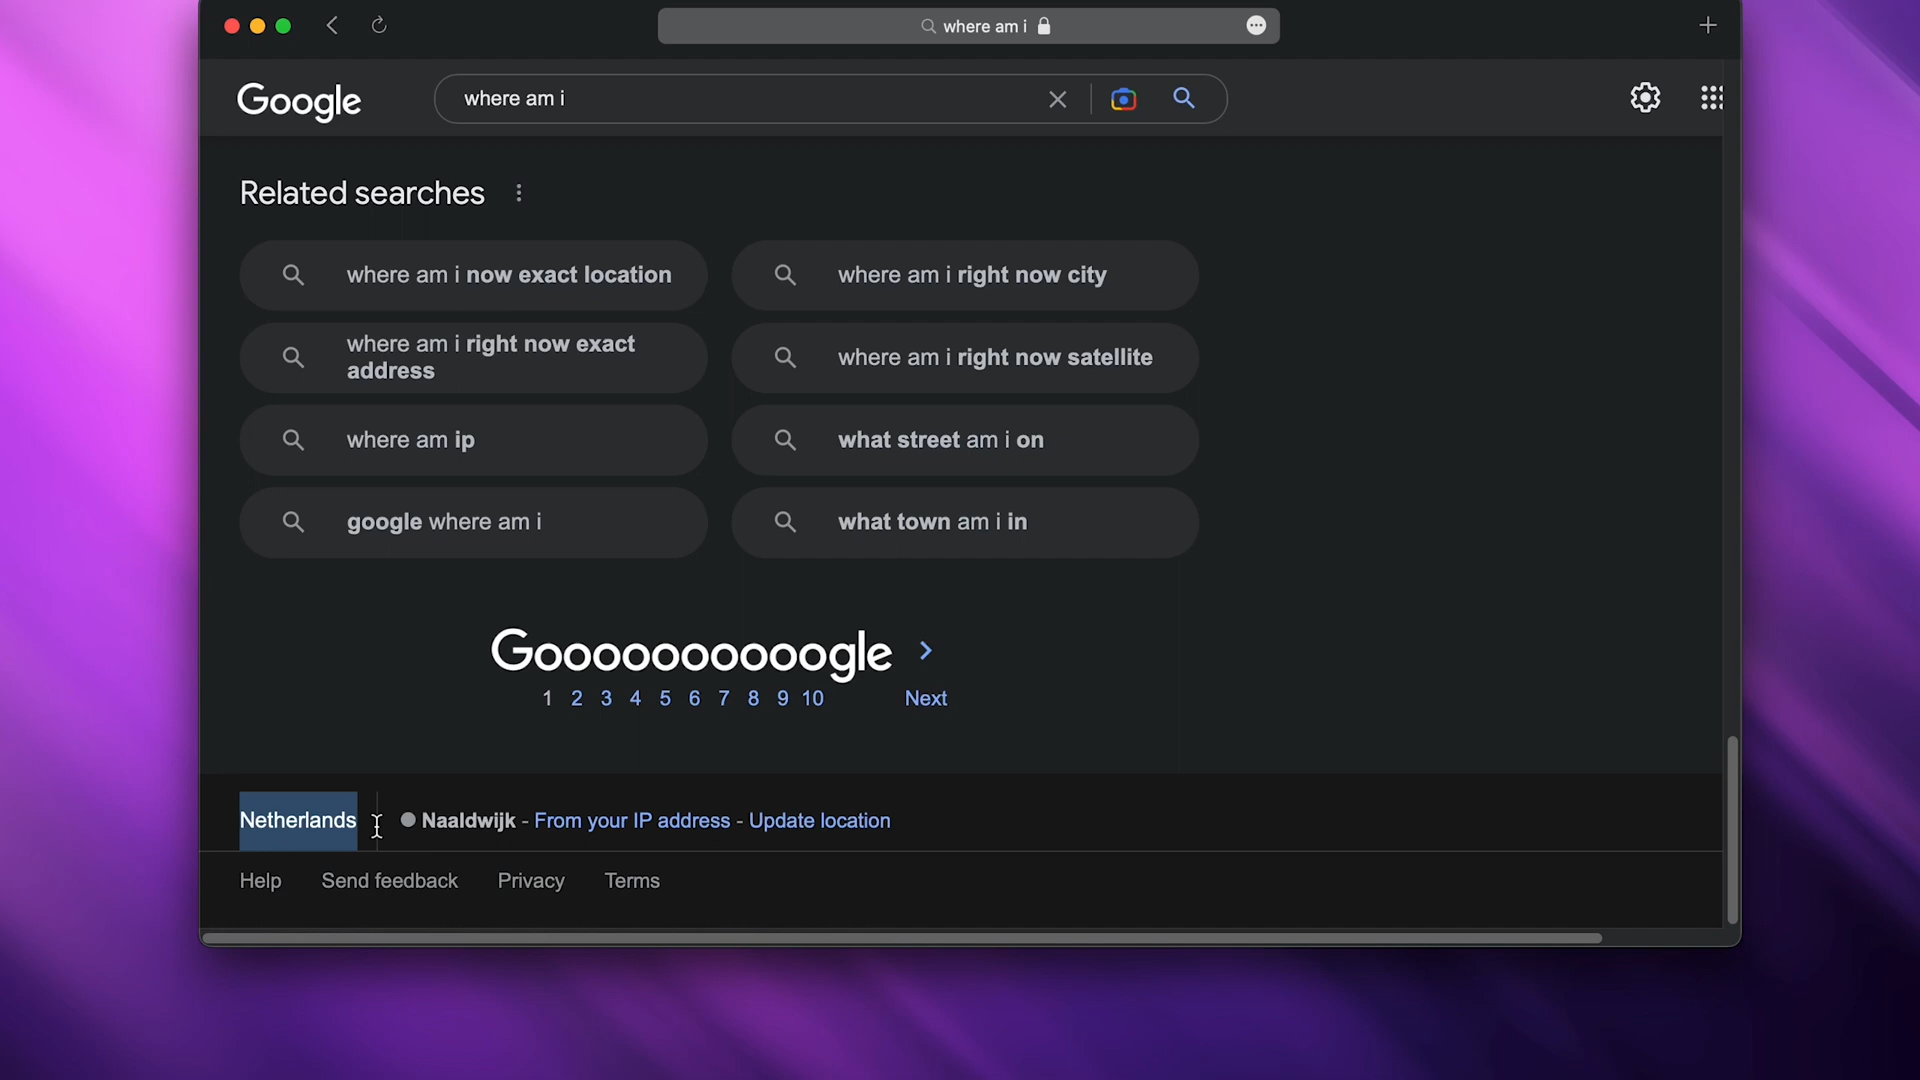 where am i
Google
where am i
Related searches
where am i now exact location
where am i right now city
where am i right now exact
address
where am i right now satellite
where am ip
what street am i on
google where am i
what town am i in
Goooooooooogle
1 2 3 4 5 6 7 8 9 10 Next
Netherlands Naaldwijk - From your IP address - Update location
Help Send feedback Privacy Terms